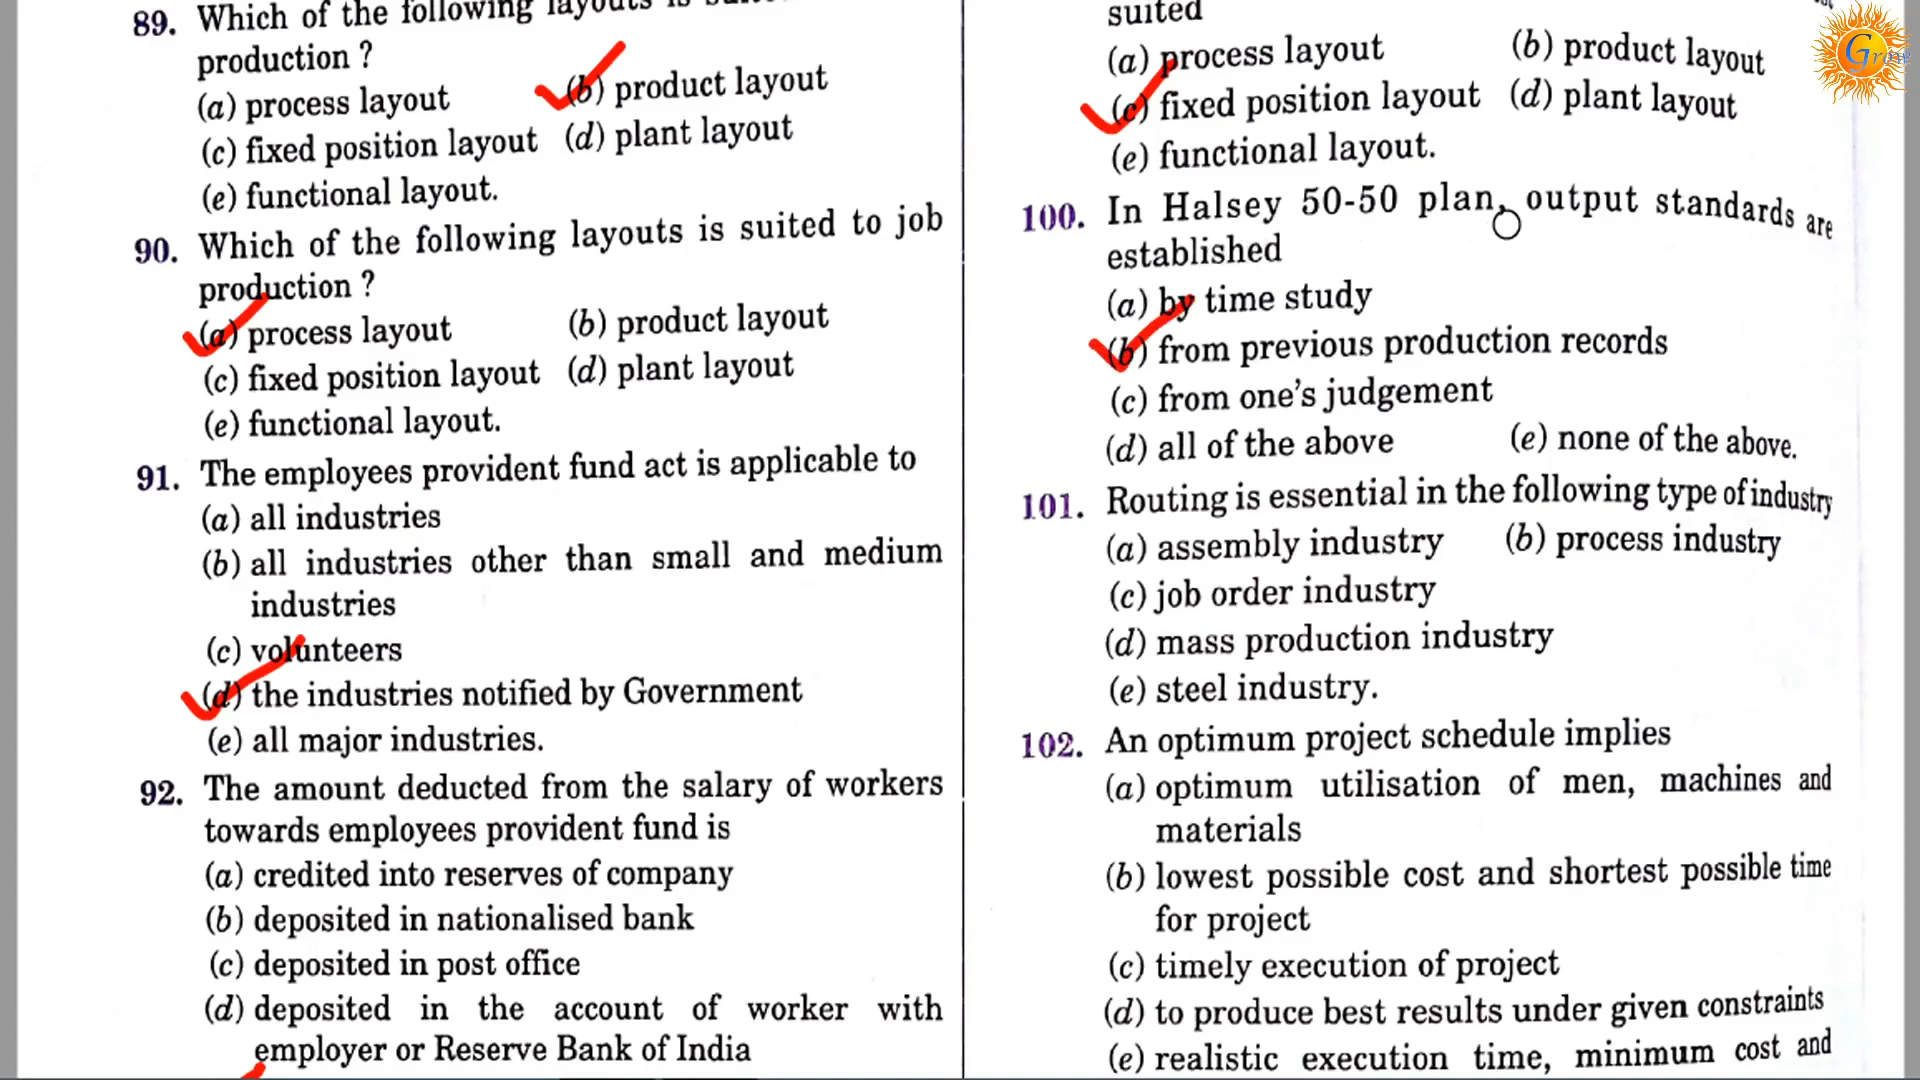 89. Which of the following layouts is
production ?
(a) process layout (b) product layout
(c) fixed position layout (d) plant layout
(e) functional layout.
90. Which of the following layouts is suited to job
production ?
(a) process layout (b) product layout
(c) fixed position layout (d) plant layout
(e) functional layout.
91. The employees provident fund act is applicable to
(a) all industries
(b) all industries other than small and medium
industries
(c) volunteers
(d) the industries notified by Government
(e) all major industries.
92. The amount deducted from the salary of workers
towards employees provident fund is
(a) credited into reserves of company
(b) deposited in nationalised bank
(c) deposited in post office
(d) deposited in the account of worker with
employer or Reserve Bank of India
suited
(a) process layout (b) product layout
(c) fixed position layout (d) plant layout
(e) functional layout.
100. In Halsey 50-50 plan, output standards are
established
(a) by time study
(b) from previous production records
(c) from one's judgement
(d) all of the above (e) none of the above.
101. Routing is essential in the following type of industry
(a) assembly industry (b) process industry
(c) job order industry
(d) mass production industry
(e) steel industry.
102. An optimum project schedule implies
(a) optimum utilisation of men, machines and
materials
(b) lowest possible cost and shortest possible time
for project
(c) timely execution of project
(d) to produce best results under given constraints
(e) realistic execution time, minimum cost and
Grow